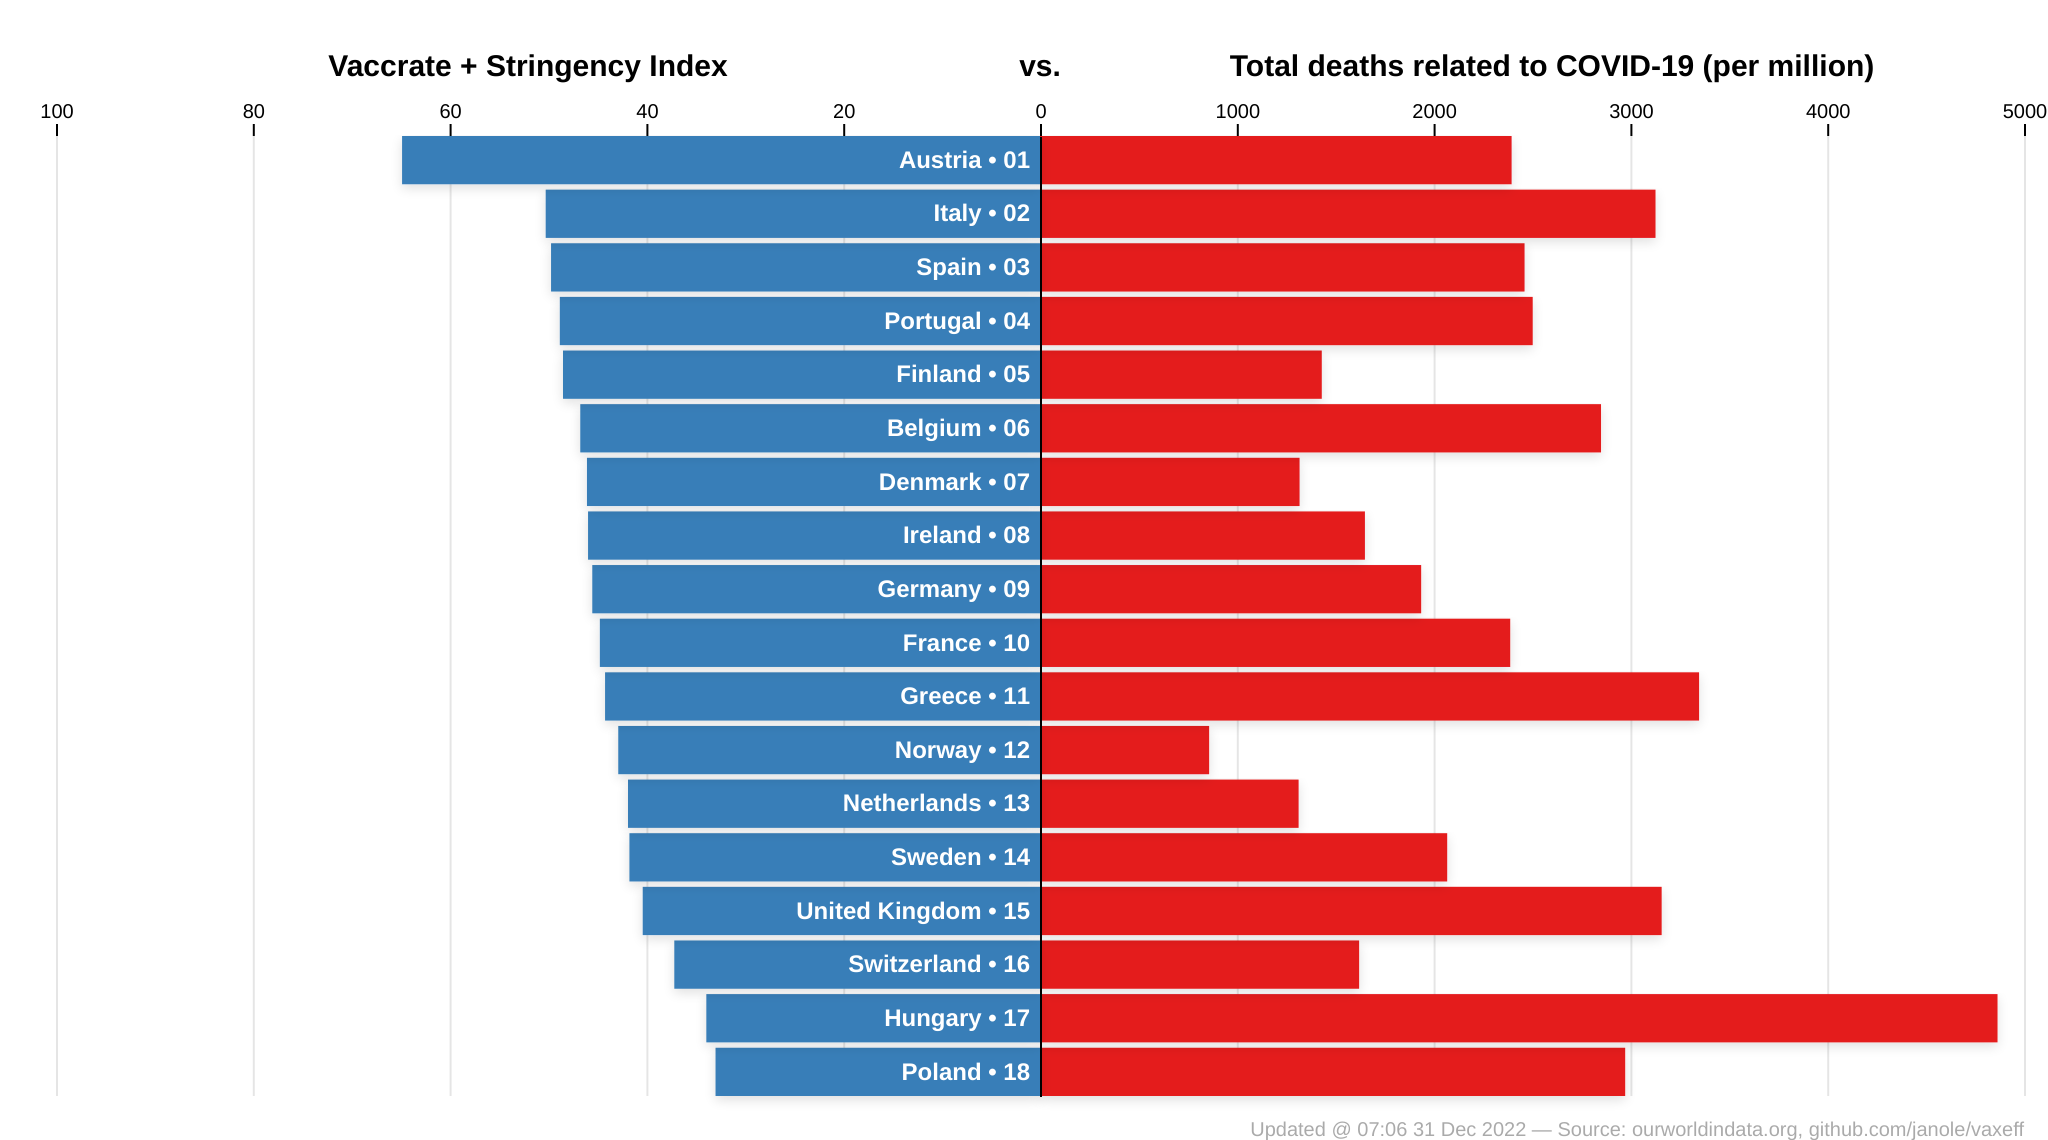 Vaccrate + Stringency Index vs. Total deaths related to COVID-19 (per million)
100 80 60 40 20 0 1000 2000 3000 4000 5000
Austria • 01
Italy • 02
Spain • 03
Portugal • 04
Finland • 05
Belgium • 06
Denmark • 07
Ireland • 08
Germany • 09
France • 10
Greece • 11
Norway • 12
Netherlands • 13
Sweden • 14
United Kingdom • 15
Switzerland • 16
Hungary • 17
Poland • 18
Updated @ 07:06 31 Dec 2022 — Source: ourworldindata.org, github.com/janole/vaxeff